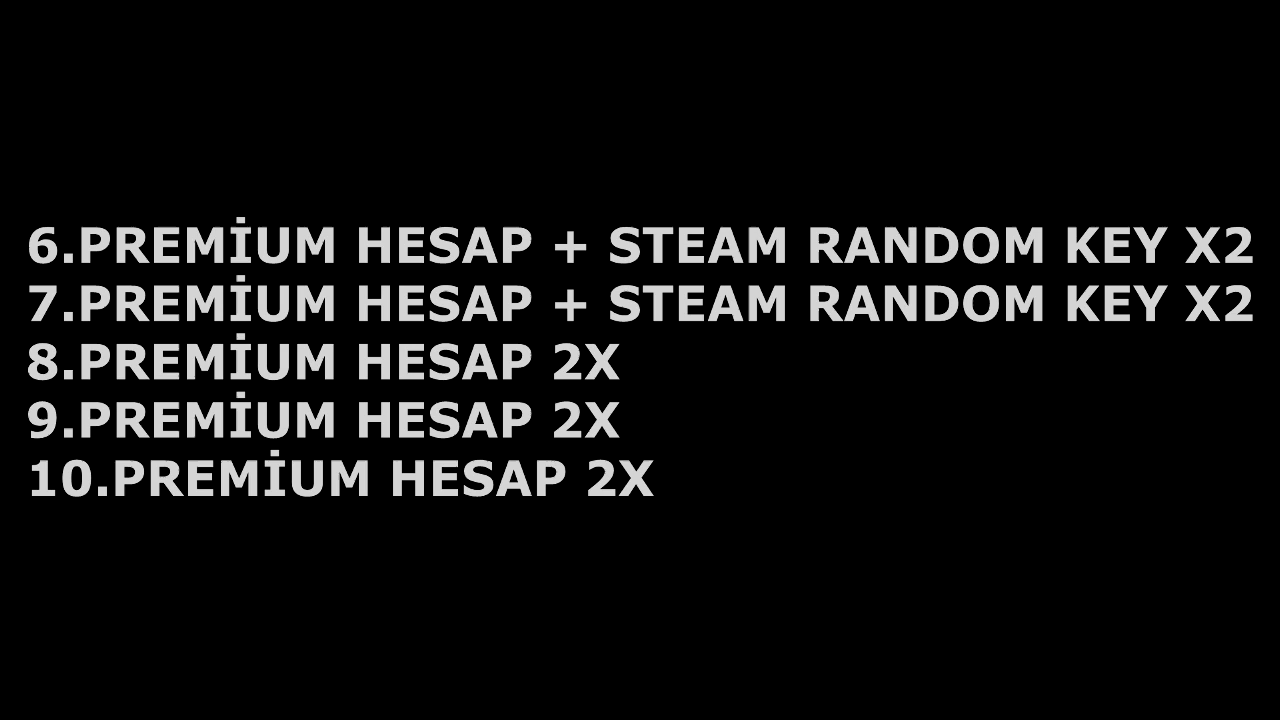 6.PREMİUM HESAP + STEAM RANDOM KEY X2
7.PREMİUM HESAP + STEAM RANDOM KEY X2
8.PREMİUM HESAP 2X
9.PREMİUM HESAP 2X
10.PREMİUM HESAP 2X